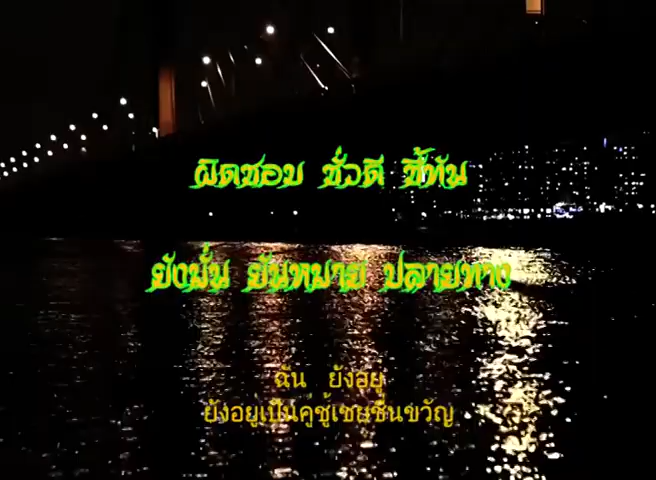 ผิดชอบ ชั่วดี ชี้ทัน
ยังมั่น ยันหมาย ปลายทาง
ฉัน ยังอยู่
ยังอยู่เป็นคู่ชู้เชยชื่นขวัญ